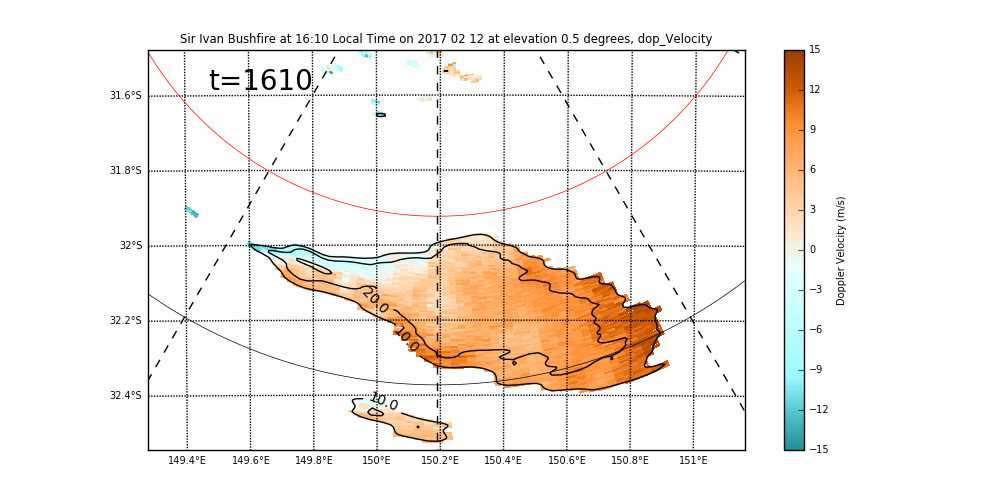 Sir Ivan Bushfire at 16:10 Local Time on 2017 02 12 at elevation 0.5 degrees, dop_Velocity
t=1610
31.6°S
31.8°S
32°S
32.2°S
32.4°S
20.0
10.0
10.0
149.4°E 149.6°E 149.8°E 150°E 150.2°E 150.4°E 150.6°E 150.8°E 151°E
15
12
9
6
3
0
−3
−6
−9
−12
−15
Doppler Velocity (m/s)